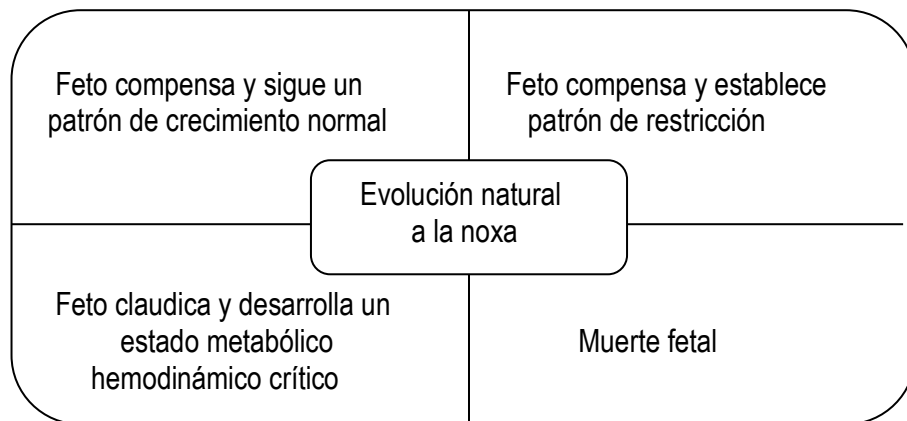 Feto compensa y sigue un
patrón de crecimiento normal
Feto compensa y establece
patrón de restricción
Evolución natural
a la noxa
Feto claudica y desarrolla un
estado metabólico
hemodinámico crítico
Muerte fetal